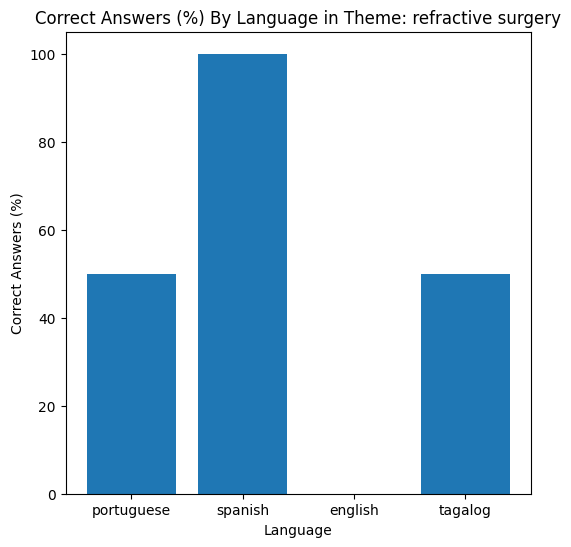 Correct Answers (%) By Language in Theme: refractive surgery
100
80
60
40
20
0
Correct Answers (%)
portuguese spanish english tagalog
Language